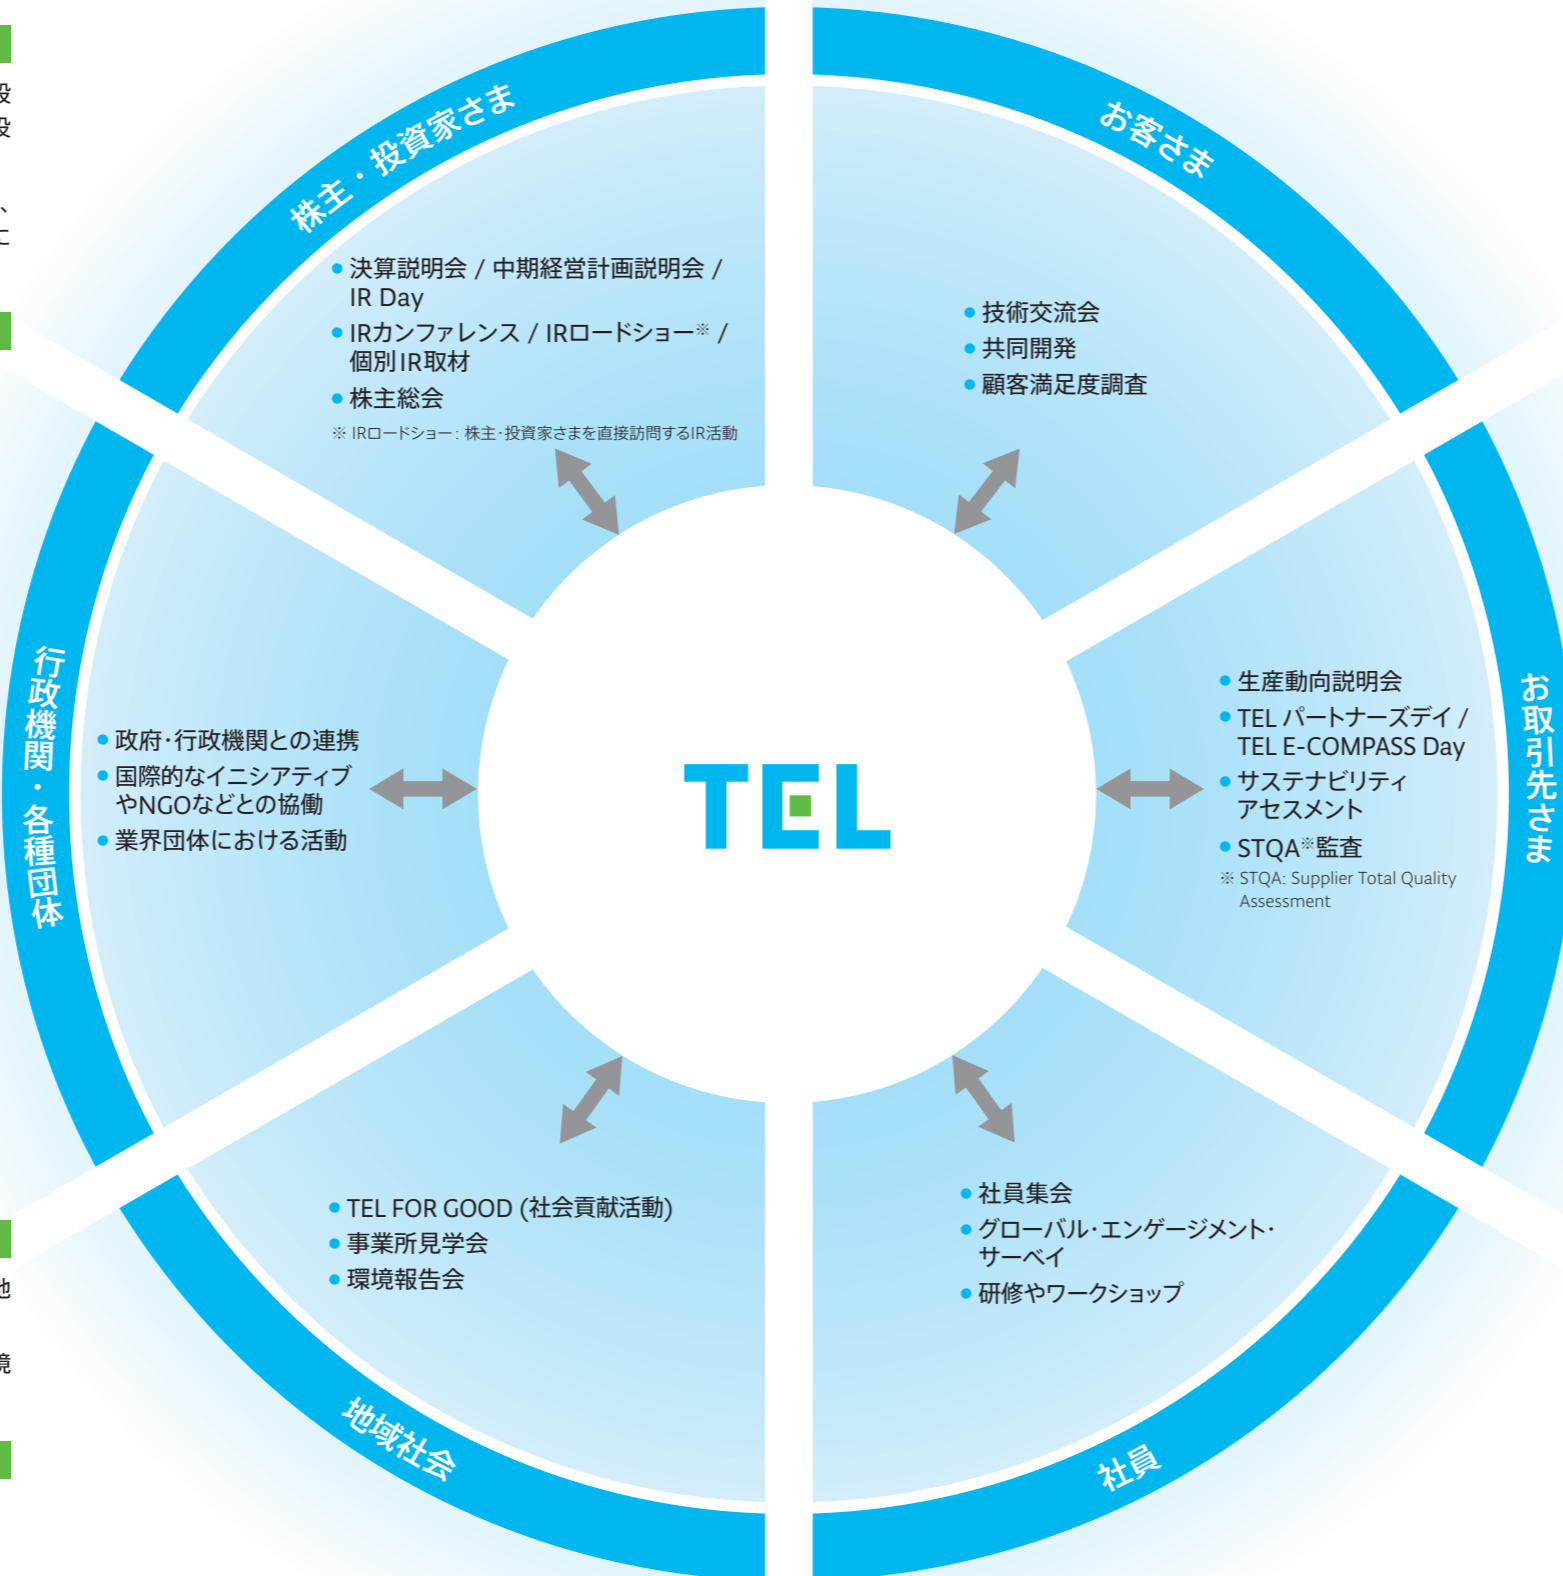 株主・投資家さま
決算説明会 / 中期経営計画説明会 /
IR Day
IRカンファレンス / IRロードショー※ /
個別IR取材
株主総会
※ IRロードショー: 株主・投資家さまを直接訪問するIR活動
お客さま
技術交流会
共同開発
顧客満足度調査
行政機関・各種団体
政府・行政機関との連携
国際的なイニシアティブ
やNGOなどとの協働
業界団体における活動
TEL
お取引先さま
生産動向説明会
TEL パートナーズデイ /
TEL E-COMPASS Day
サステナビリティ
アセスメント
STQA※監査
※ STQA: Supplier Total Quality
Assessment
地域社会
TEL FOR GOOD (社会貢献活動)
事業所見学会
環境報告会
社員
社員集会
グローバル・エンゲージメント・
サーベイ
研修やワークショップ